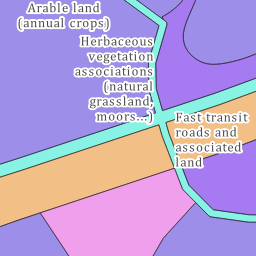 Arable land
(annual crops)
Herbaceous
vegetation
associations
(natural
grassland,
moors...)
Fast transit
roads and
associated
land